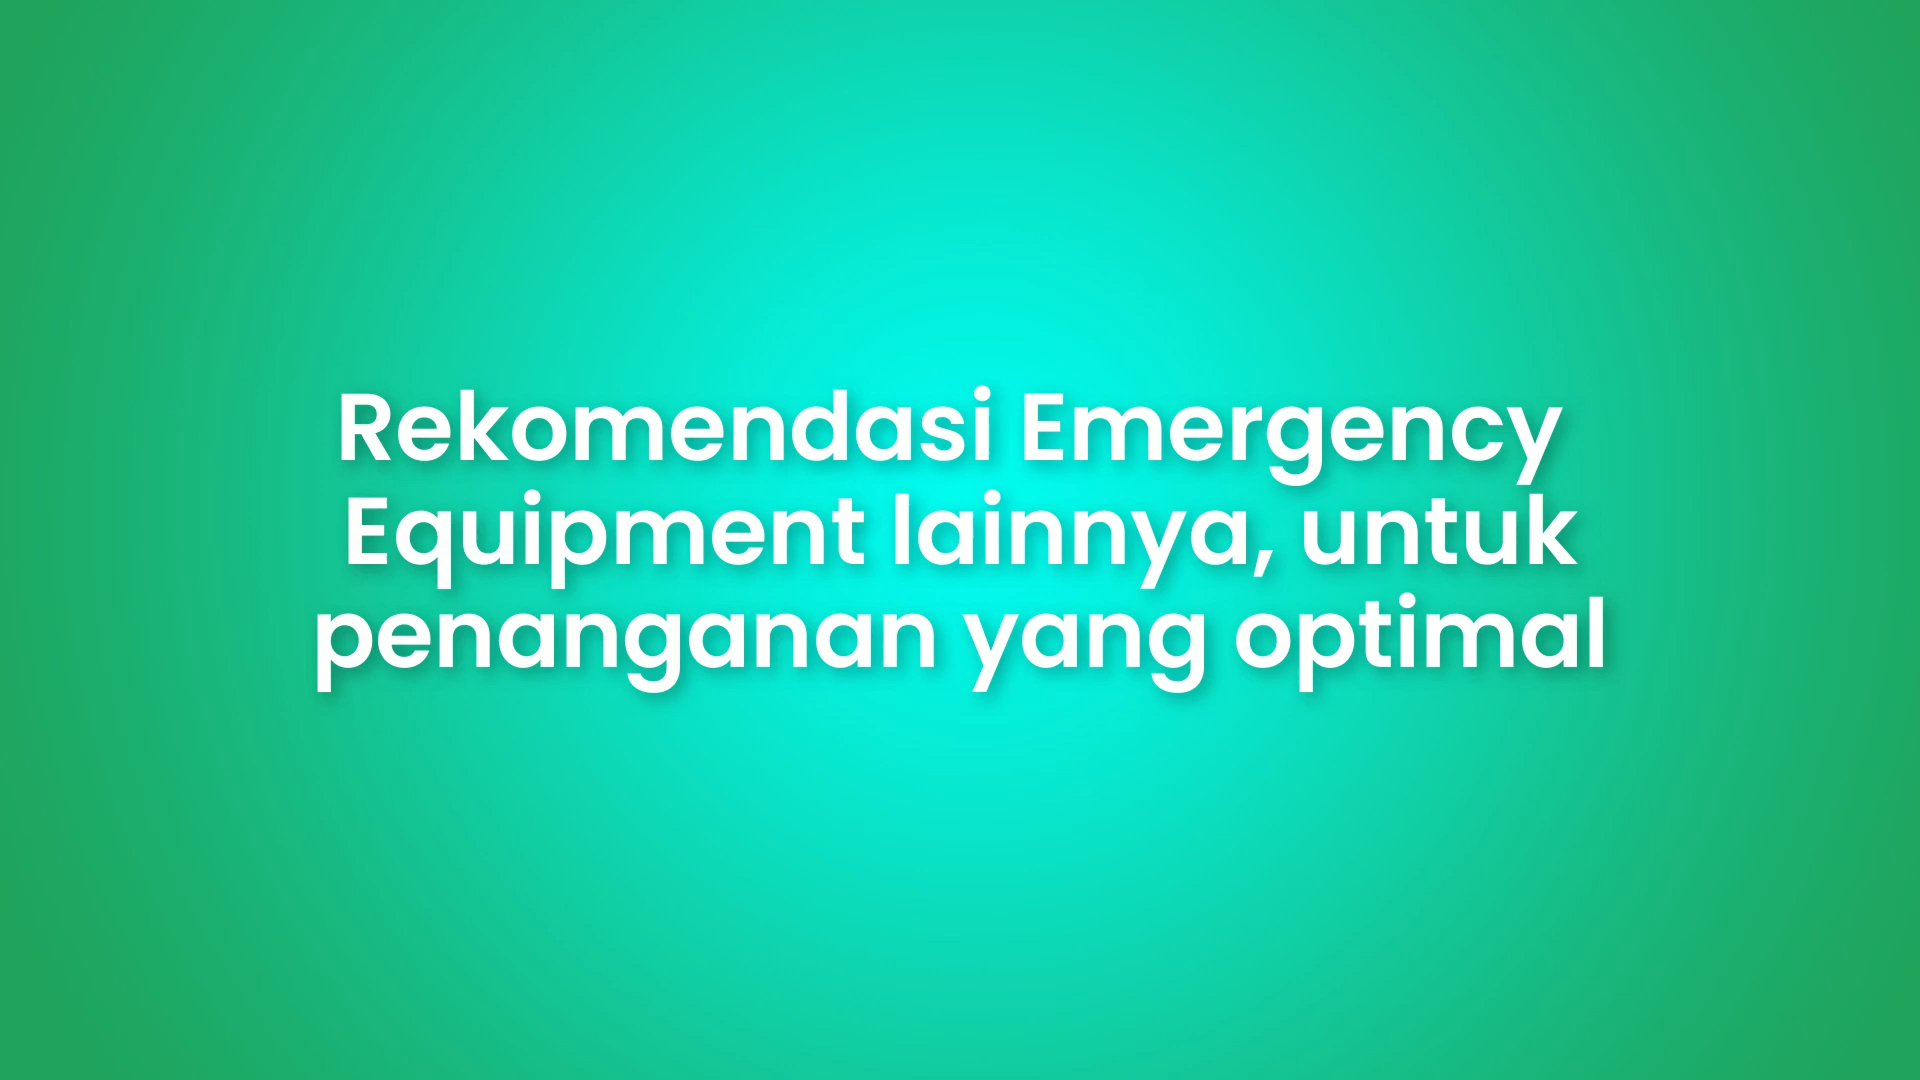 Rekomendasi Emergency
Equipment lainnya, untuk
penanganan yang optimal